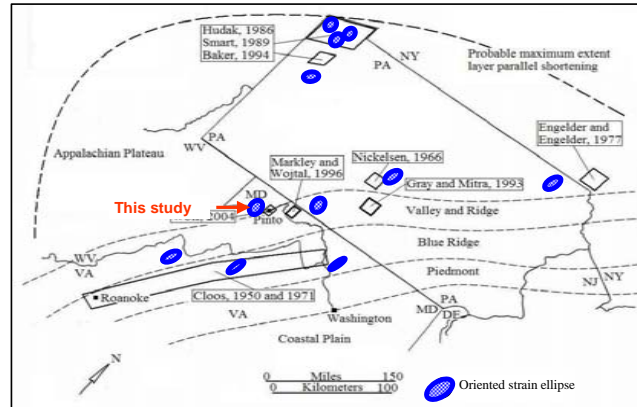 Hudak, 1986
Smart, 1989
Baker, 1994
NY
PA
Probable maximum extent
layer parallel shortening
PA
WV
Appalachian Plateau
Engelder and
Engelder,
1977
Nickelsen, 1966
Markley and
Wojtal, 1996
MD
Gray and Mitra, 1993
This study
2004
Pinto
Valley and Ridge
Blue Ridge
WV
VA
Piedmont
NJ
NY
Roanoke
Cloos, 1950 and 1971
VA
Washington
MD
PA
DE
Coastal Plain
N
Miles 150
0
Kilometers 100
Oriented strain ellipse